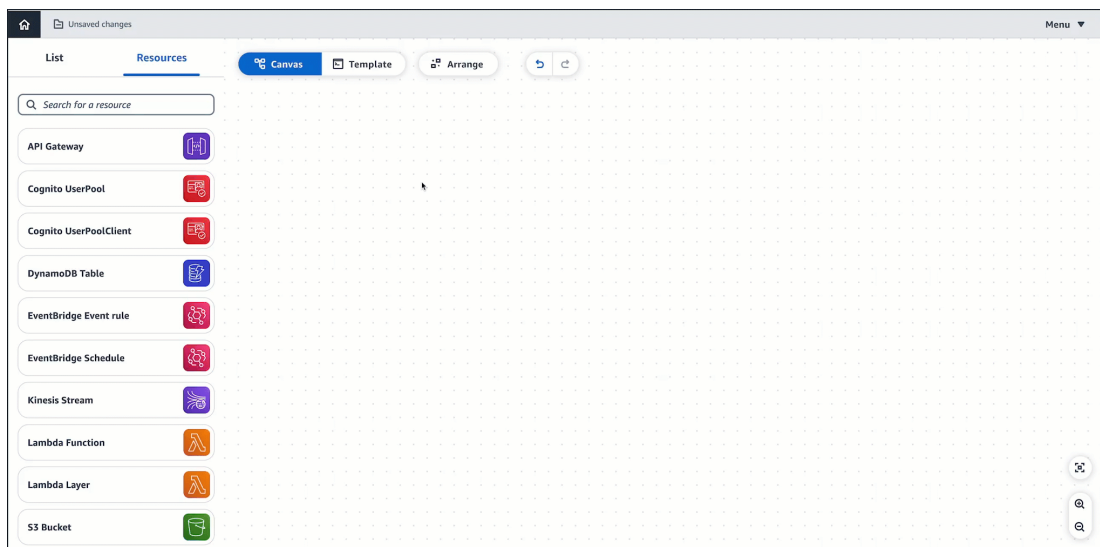 Unsaved changes
Menu ▼
List
Resources
Canvas
Template
Arrange
Search for a resource
API Gateway
Cognito UserPool
Cognito UserPoolClient
DynamoDB Table
EventBridge Event rule
EventBridge Schedule
Kinesis Stream
Lambda Function
Lambda Layer
S3 Bucket